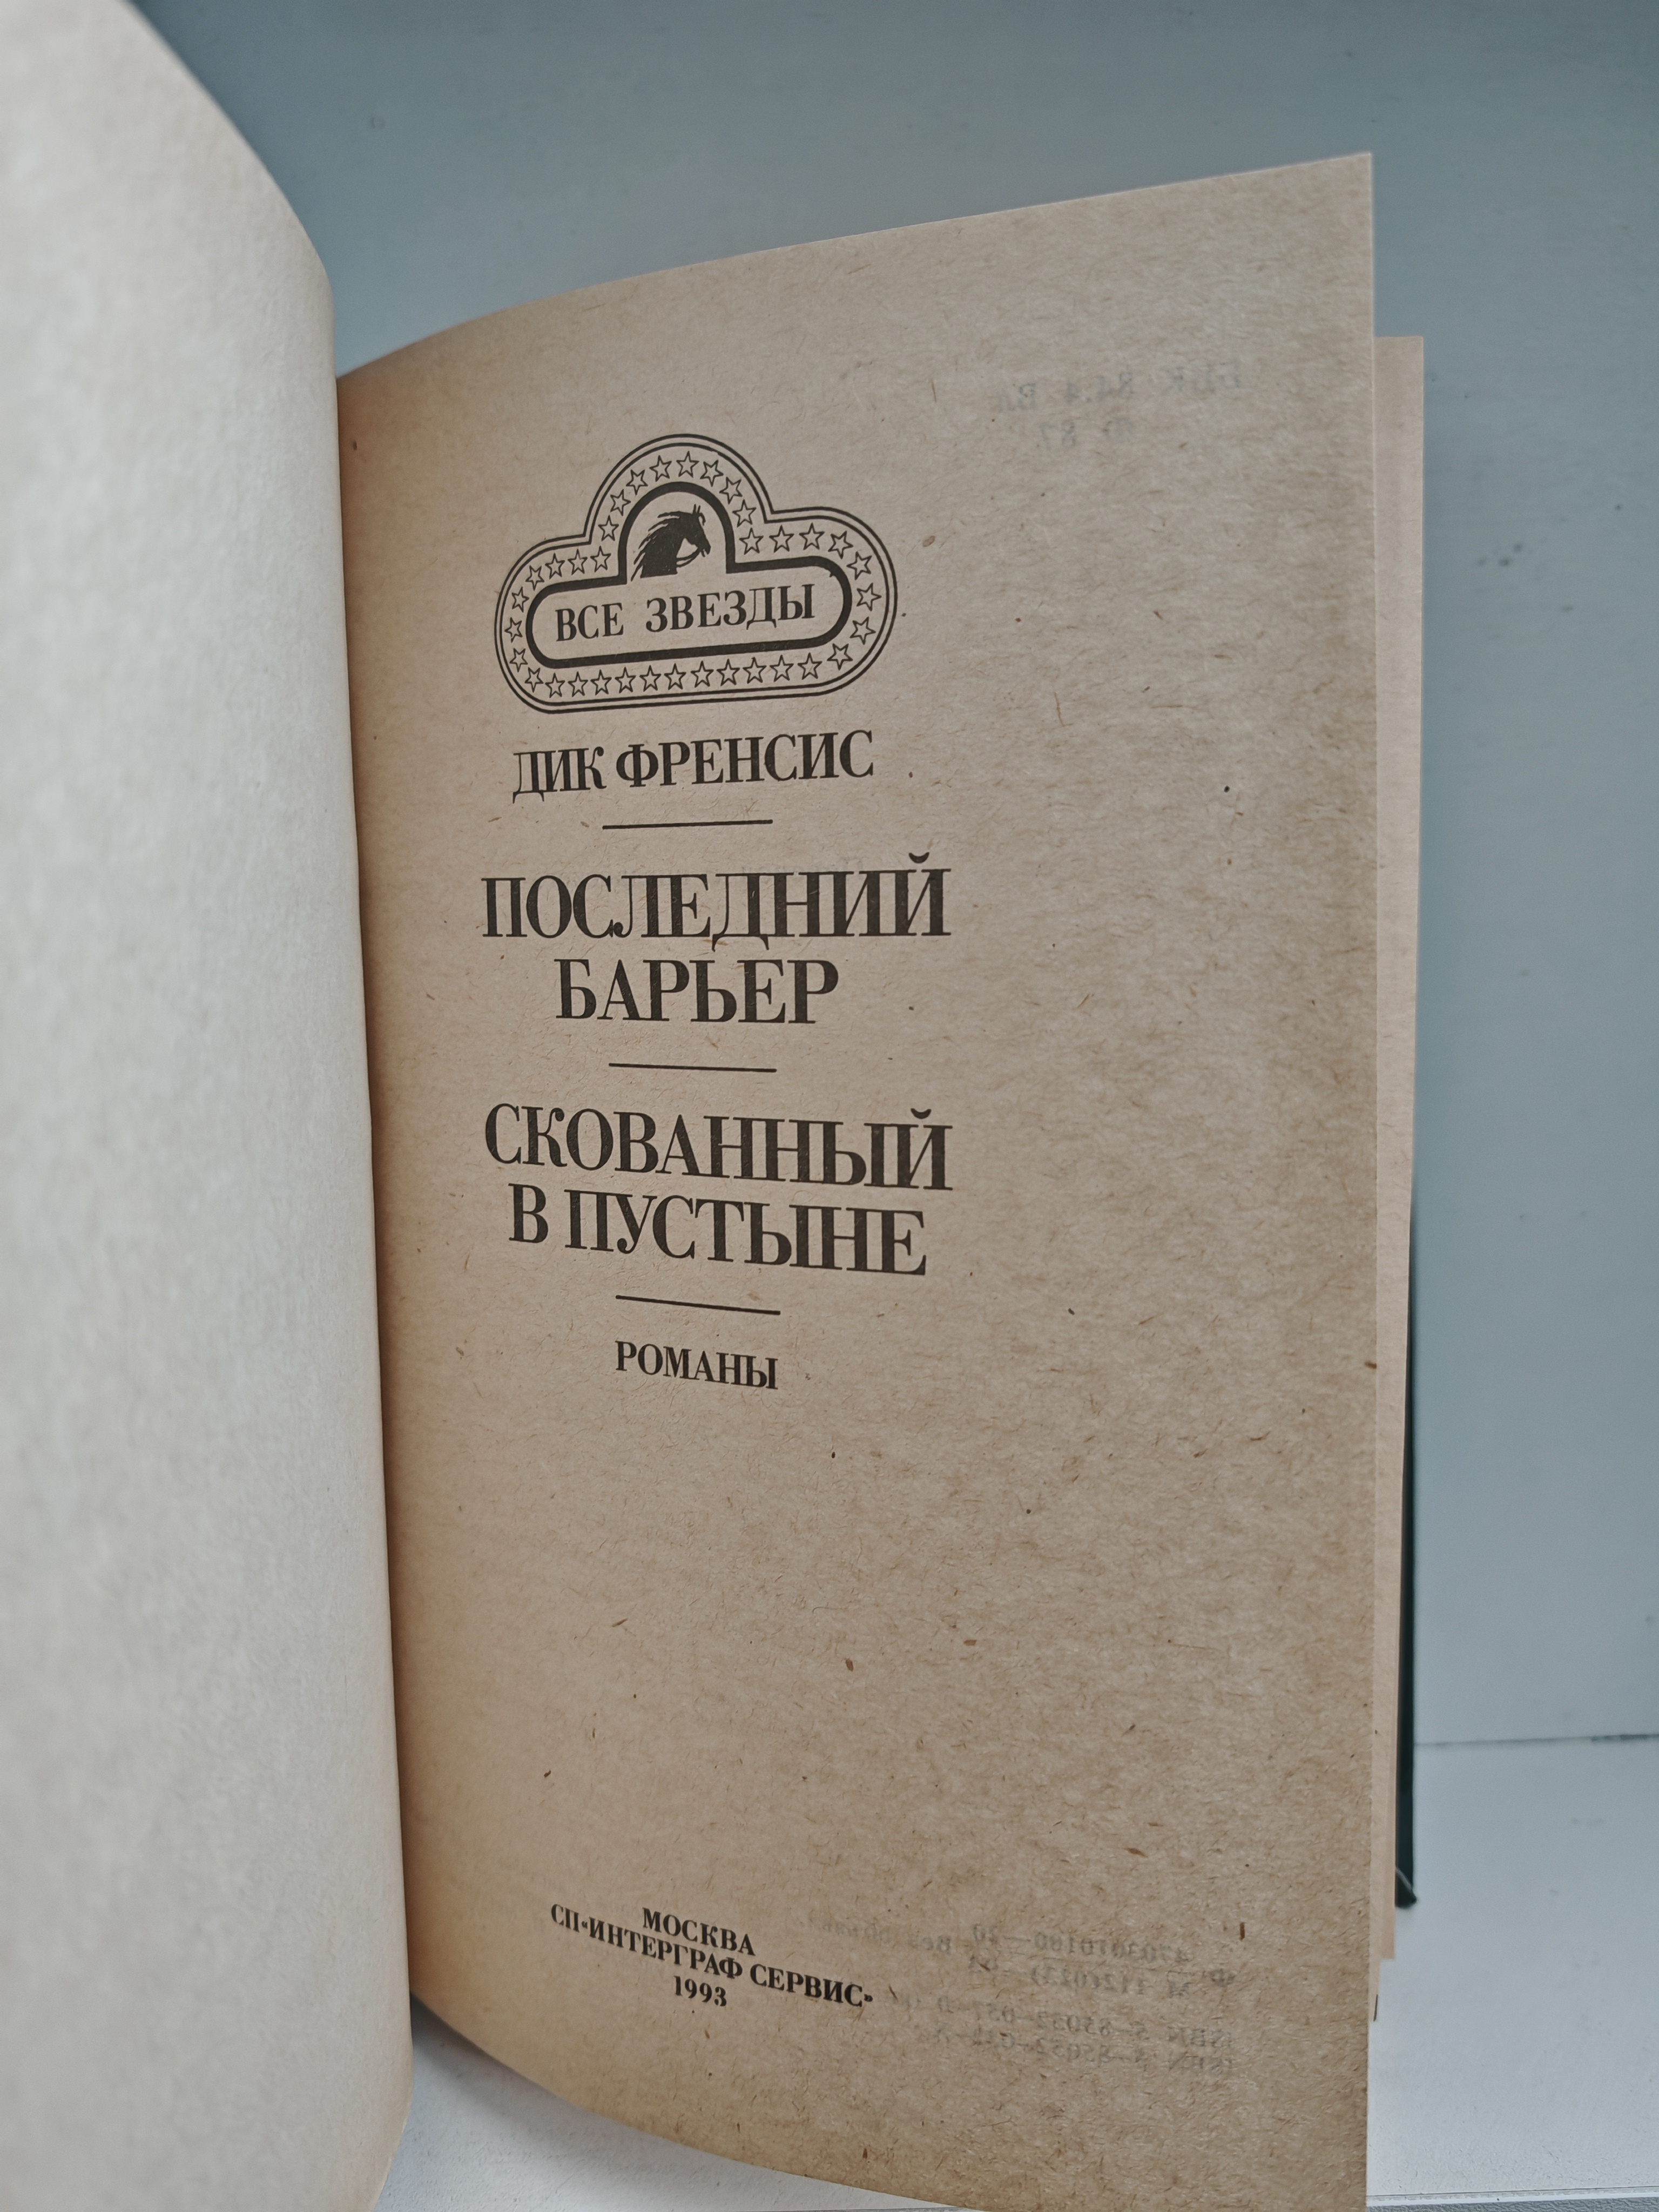 ВСЕ ЗВЕЗДЫ
ДИК ФРЕНСИС
ПОСЛЕДНИЙ
БАРЬЕР
СКОВАННЫЙ
В ПУСТЫНЕ
РОМАНЫ
МОСКВА
СП«ИНТЕРГРАФ СЕРВИС»
1993